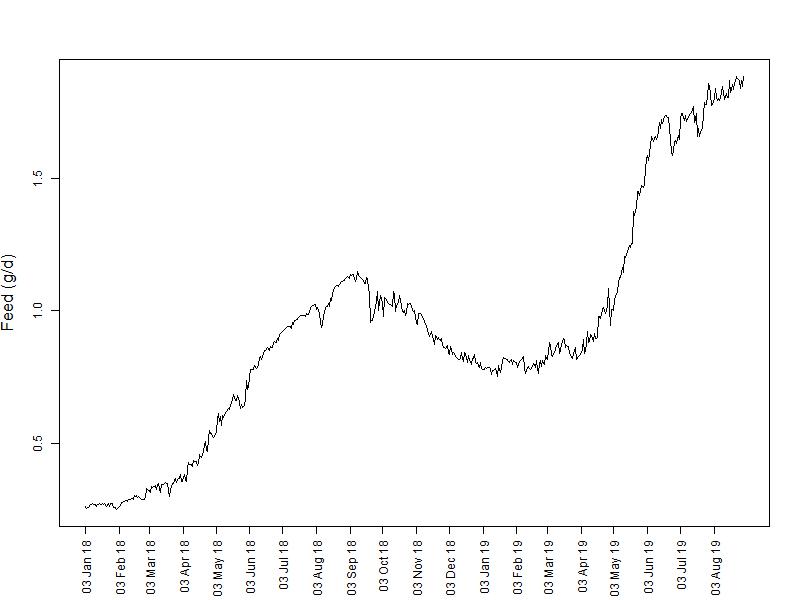 Feed (g/d)
1.5
1.0
0.5
03 Jan 18
03 Feb 18
03 Mar 18
03 Apr 18
03 May 18
03 Jun 18
03 Jul 18
03 Aug 18
03 Sep 18
03 Oct 18
03 Nov 18
03 Dec 18
03 Jan 19
03 Feb 19
03 Mar 19
03 Apr 19
03 May 19
03 Jun 19
03 Jul 19
03 Aug 19